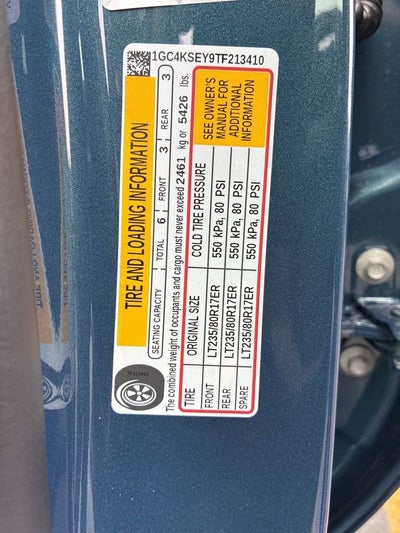 1GC4KSEY9TF213410
TIRE AND LOADING INFORMATION
SEATING CAPACITY TOTAL 6 FRONT 3 REAR 3
The combined weight of occupants and cargo must never exceed 2461 kg or 5426 lbs.
TIRE ORIGINAL SIZE COLD TIRE PRESSURE
FRONT LT235/80R17ER 550 kPa, 80 PSI
REAR LT235/80R17ER 550 kPa, 80 PSI
SPARE LT235/80R17ER 550 kPa, 80 PSI
SEE OWNER'S
MANUAL FOR
ADDITIONAL
INFORMATION
TF213410